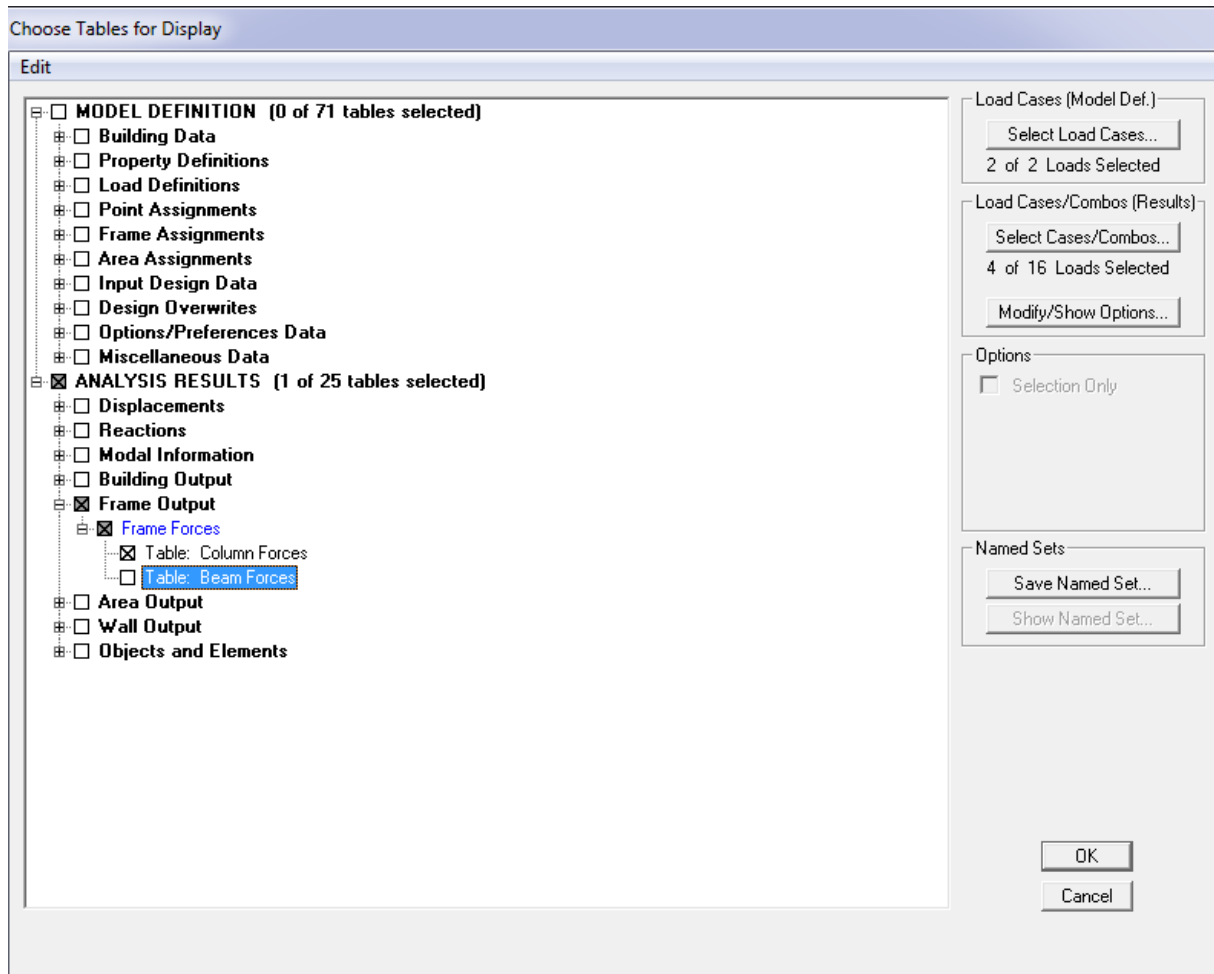 Choose Tables for Display
Edit
MODEL DEFINITION (0 of 71 tables selected)
Building Data
Property Definitions
Load Definitions
Point Assignments
Frame Assignments
Area Assignments
Input Design Data
Design Overwrites
Options/Preferences Data
Miscellaneous Data
ANALYSIS RESULTS (1 of 25 tables selected)
Displacements
Reactions
Modal Information
Building Output
Frame Output
Frame Forces
Table: Column Forces
Table: Beam Forces
Area Output
Wall Output
Objects and Elements
Load Cases (Model Def.)
Select Load Cases...
2 of 2 Loads Selected
Load Cases/Combos (Results)
Select Cases/Combos...
4 of 16 Loads Selected
Modify/Show Options...
Options
Selection Only
Named Sets
Save Named Set...
Show Named Set...
OK
Cancel